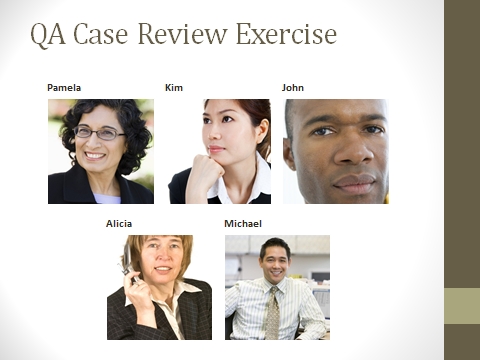 QA Case Review Exercise
Pamela
Kim
John
Alicia
Michael